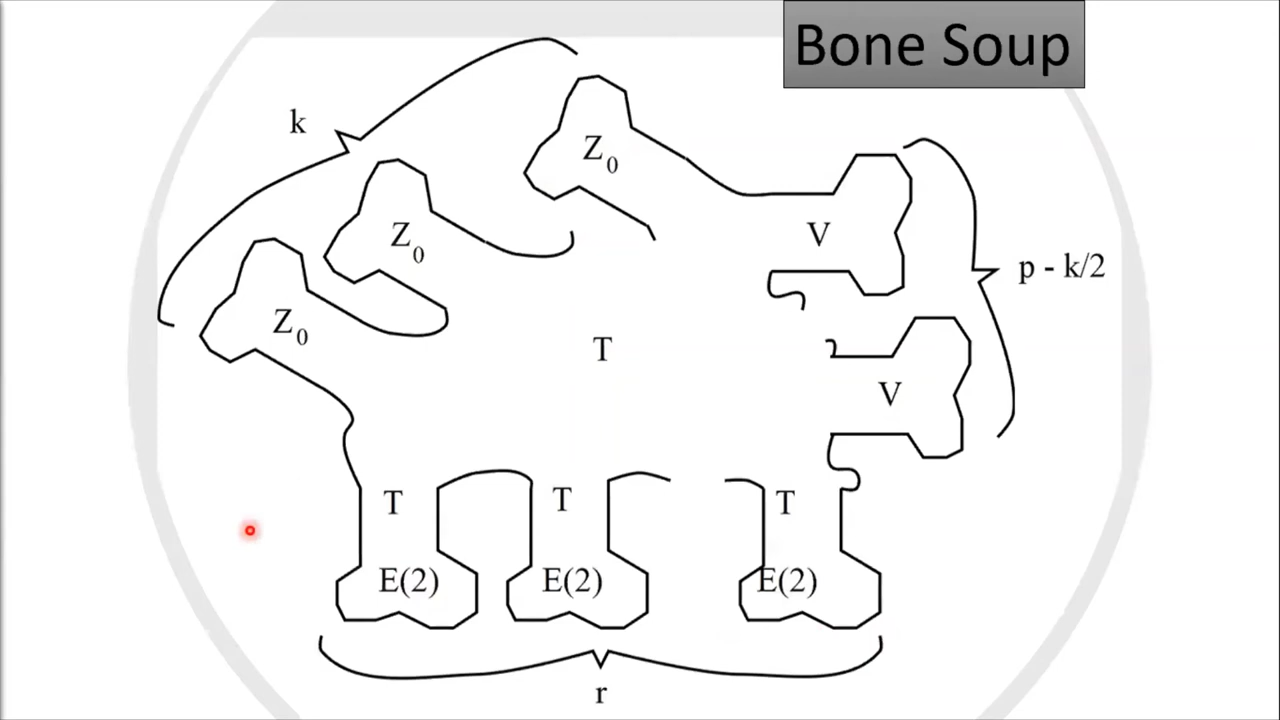 Bone Soup
k
Z0
Z0
Z0
V
p - k/2
T
V
T T T
E(2) E(2) E(2)
r